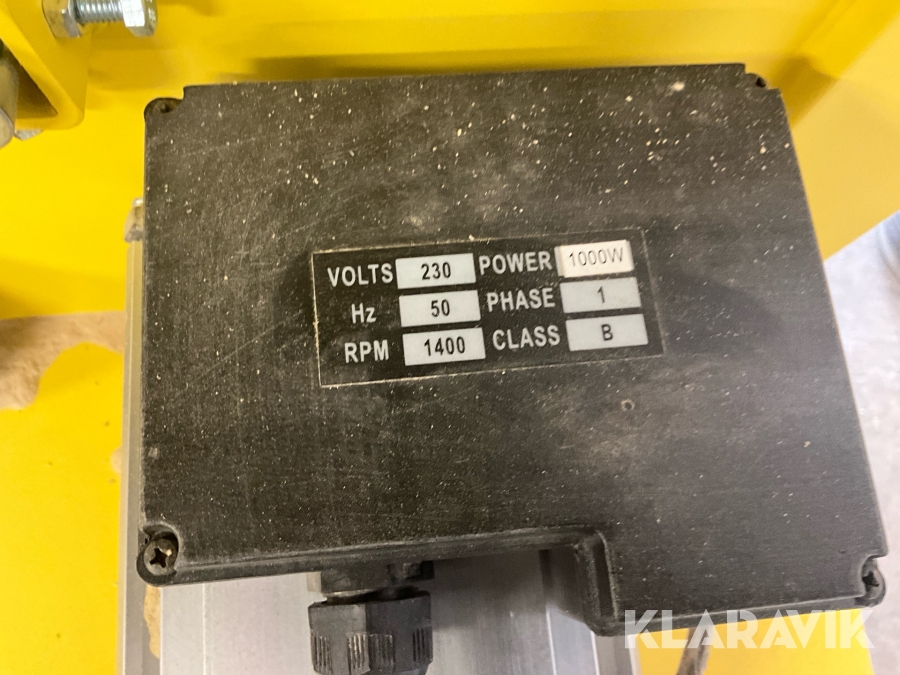 VOLTS 230 POWER 1000W
Hz 50 PHASE 1
RPM 1400 CLASS B
KLARAVIK